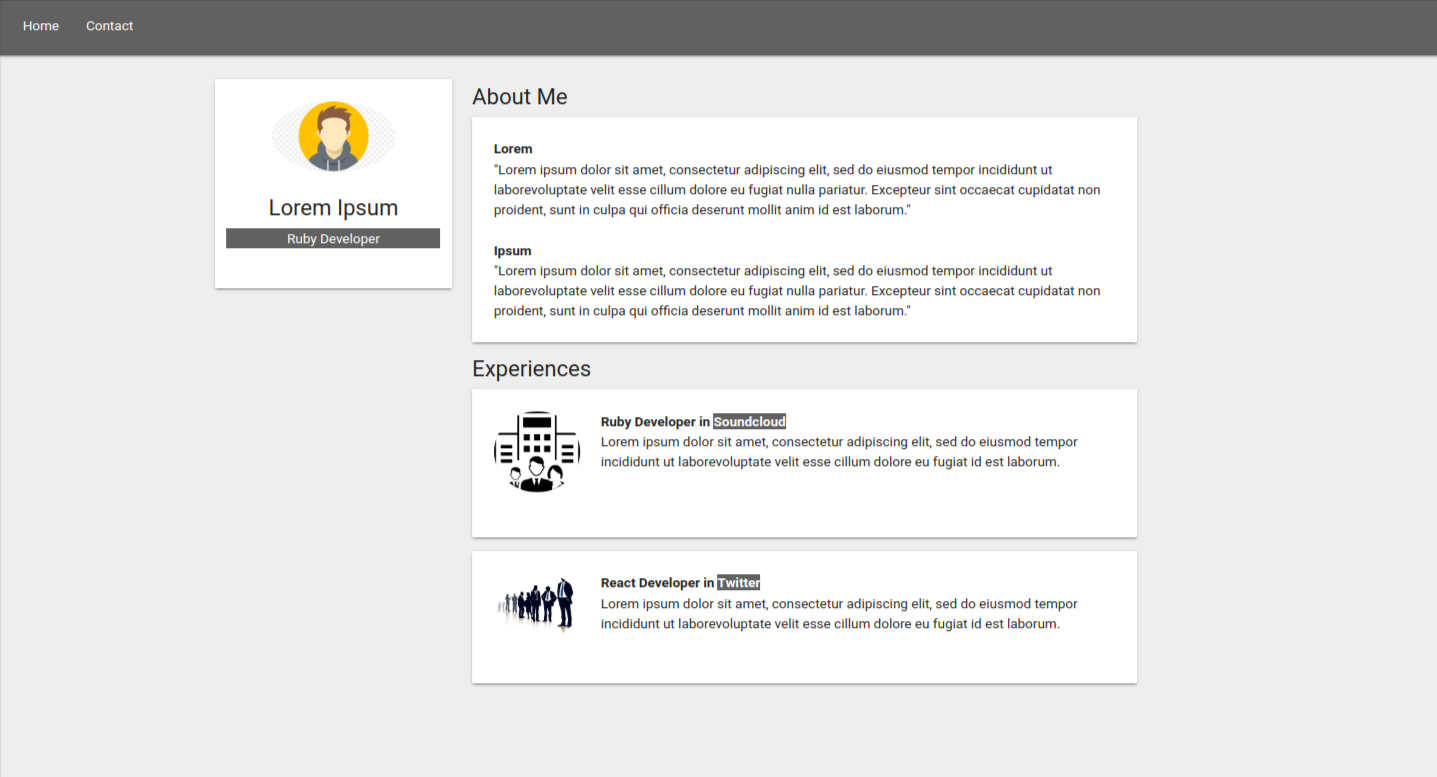 Home Contact
Lorem Ipsum
Ruby Developer
About Me
Lorem
"Lorem ipsum dolor sit amet, consectetur adipiscing elit, sed do eiusmod tempor incididunt ut
laborevoluptate velit esse cillum dolore eu fugiat nulla pariatur. Excepteur sint occaecat cupidatat non
proident, sunt in culpa qui officia deserunt mollit anim id est laborum."
Ipsum
"Lorem ipsum dolor sit amet, consectetur adipiscing elit, sed do eiusmod tempor incididunt ut
laborevoluptate velit esse cillum dolore eu fugiat nulla pariatur. Excepteur sint occaecat cupidatat non
proident, sunt in culpa qui officia deserunt mollit anim id est laborum."
Experiences
Ruby Developer in Soundcloud
Lorem ipsum dolor sit amet, consectetur adipiscing elit, sed do eiusmod tempor
incididunt ut laborevoluptate velit esse cillum dolore eu fugiat id est laborum.
React Developer in Twitter
Lorem ipsum dolor sit amet, consectetur adipiscing elit, sed do eiusmod tempor
incididunt ut laborevoluptate velit esse cillum dolore eu fugiat id est laborum.